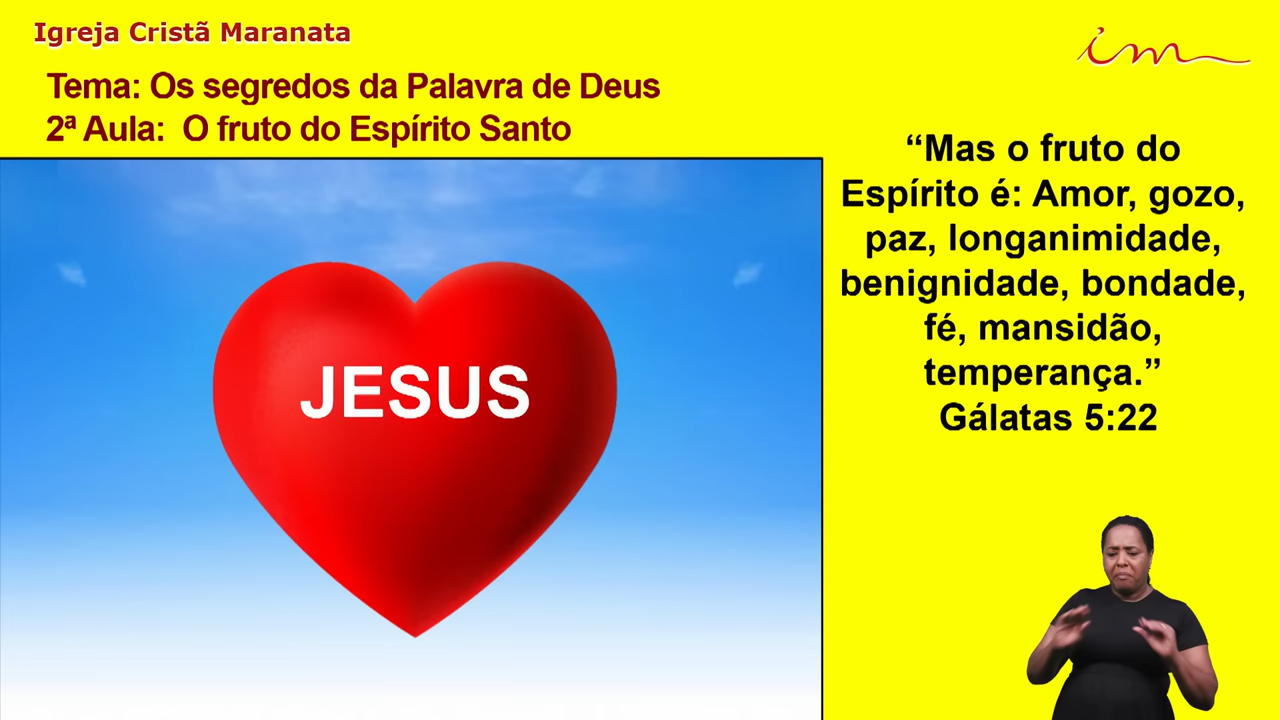 Igreja Cristã Maranata
im
Tema: Os segredos da Palavra de Deus
2ª Aula: O fruto do Espírito Santo
“Mas o fruto do
Espírito é: Amor, gozo,
paz, longanimidade,
benignidade, bondade,
fé, mansidão,
temperança.”
Gálatas 5:22
JESUS